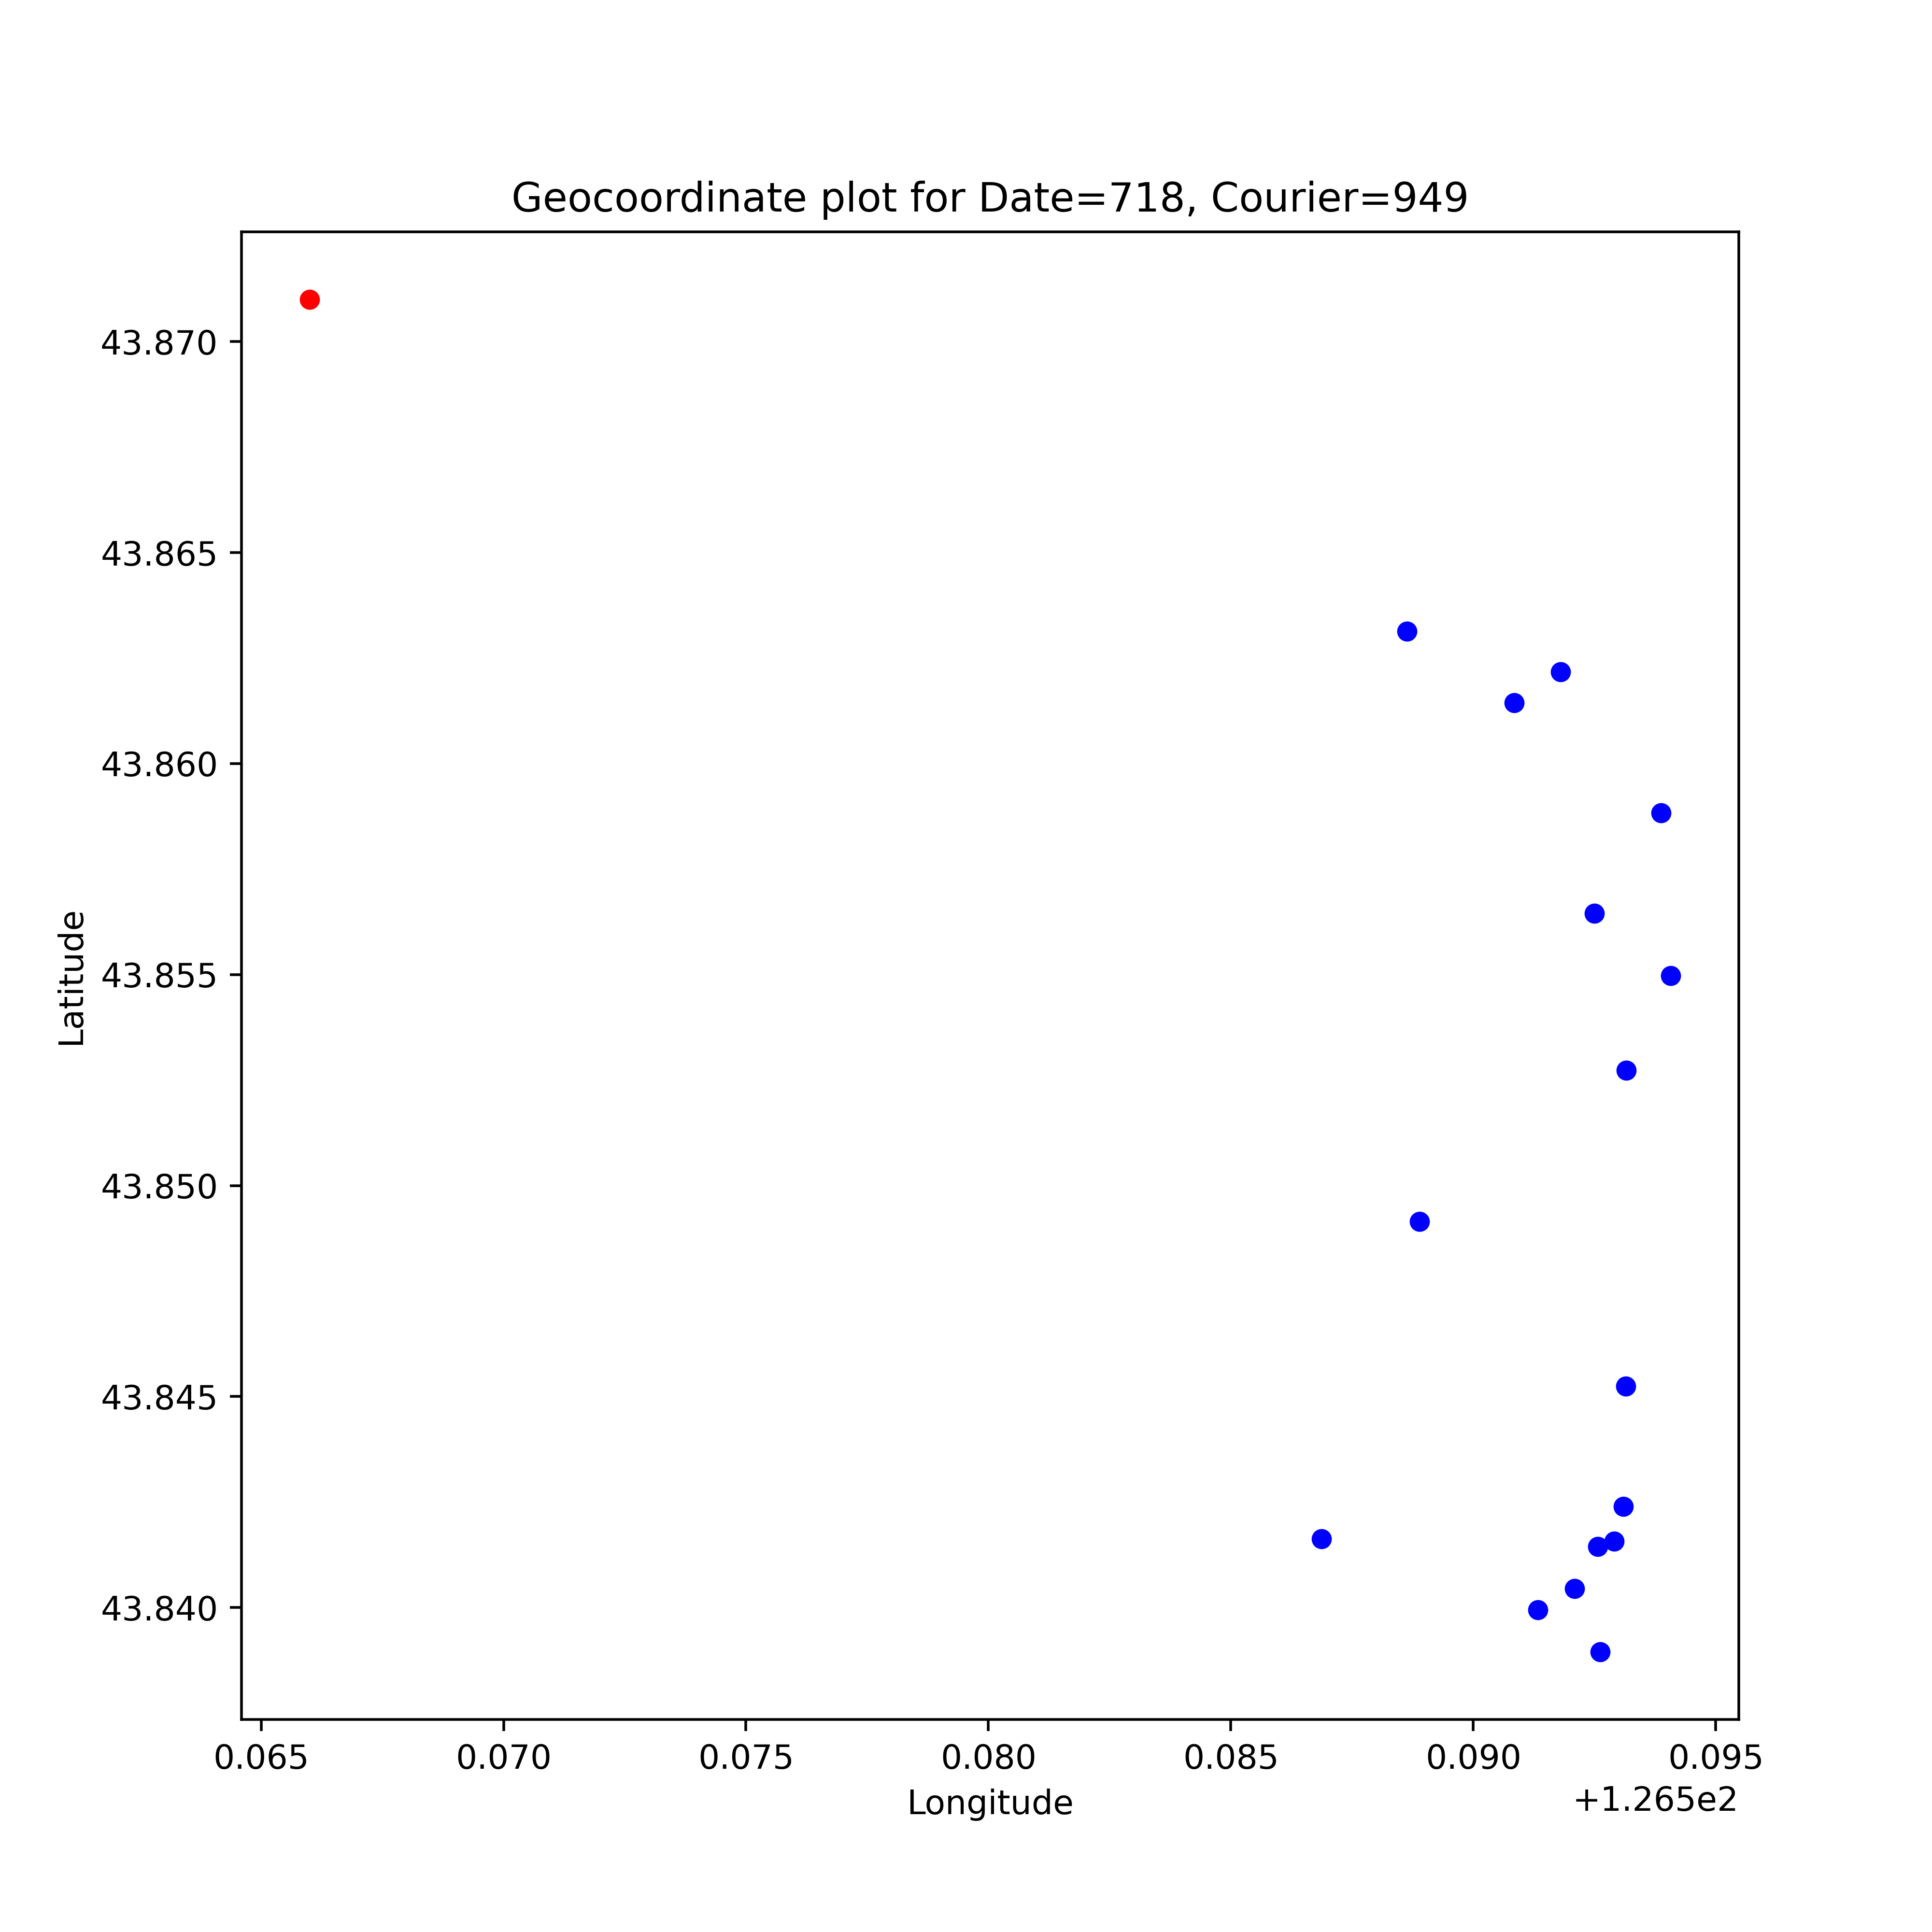 Geocoordinate plot for Date=718, Courier=949
43.870
43.865
43.860
43.855
43.850
43.845
43.840
Latitude
0.065 0.070 0.075 0.080 0.085 0.090 0.095
Longitude
+1.265e2